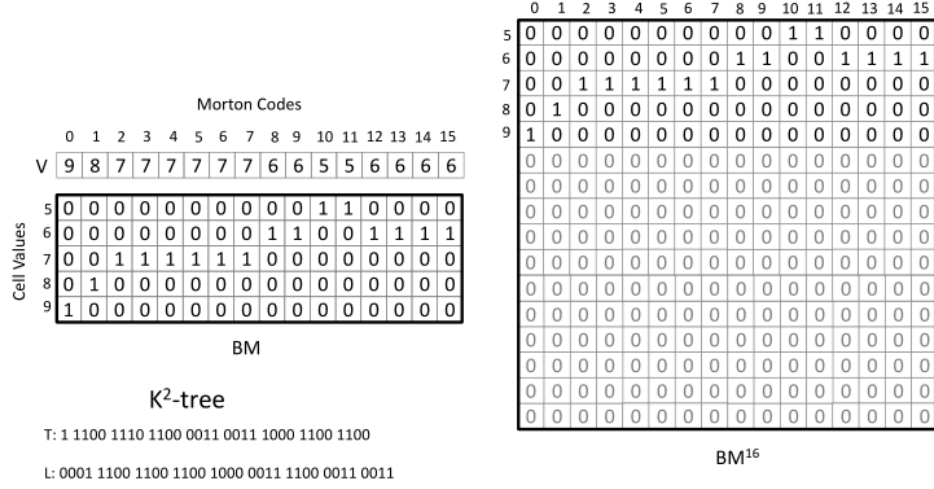 Morton Codes
0 1 2 3 4 5 6 7 8 9 10 11 12 13 14 15
V 9 8 7 7 7 7 7 7 6 6 5 5 6 6 6 6
Cell Values
5 0 0 0 0 0 0 0 0 0 0 1 1 0 0 0 0
6 0 0 0 0 0 0 0 0 1 1 0 0 1 1 1 1
7 0 0 1 1 1 1 1 1 0 0 0 0 0 0 0 0
8 0 1 0 0 0 0 0 0 0 0 0 0 0 0 0 0
9 1 0 0 0 0 0 0 0 0 0 0 0 0 0 0 0
BM
K²-tree
T: 1 1100 1110 1100 0011 0011 1000 1100 1100
L: 0001 1100 1100 1100 1000 0011 1100 0011 0011
0 1 2 3 4 5 6 7 8 9 10 11 12 13 14 15
5 0 0 0 0 0 0 0 0 0 0 1 1 0 0 0 0
6 0 0 0 0 0 0 0 0 1 1 0 0 1 1 1 1
7 0 0 1 1 1 1 1 1 0 0 0 0 0 0 0 0
8 0 1 0 0 0 0 0 0 0 0 0 0 0 0 0 0
9 1 0 0 0 0 0 0 0 0 0 0 0 0 0 0 0
0 0 0 0 0 0 0 0 0 0 0 0 0 0 0 0
0 0 0 0 0 0 0 0 0 0 0 0 0 0 0 0
0 0 0 0 0 0 0 0 0 0 0 0 0 0 0 0
0 0 0 0 0 0 0 0 0 0 0 0 0 0 0 0
0 0 0 0 0 0 0 0 0 0 0 0 0 0 0 0
0 0 0 0 0 0 0 0 0 0 0 0 0 0 0 0
0 0 0 0 0 0 0 0 0 0 0 0 0 0 0 0
0 0 0 0 0 0 0 0 0 0 0 0 0 0 0 0
0 0 0 0 0 0 0 0 0 0 0 0 0 0 0 0
0 0 0 0 0 0 0 0 0 0 0 0 0 0 0 0
0 0 0 0 0 0 0 0 0 0 0 0 0 0 0 0
BM¹⁶